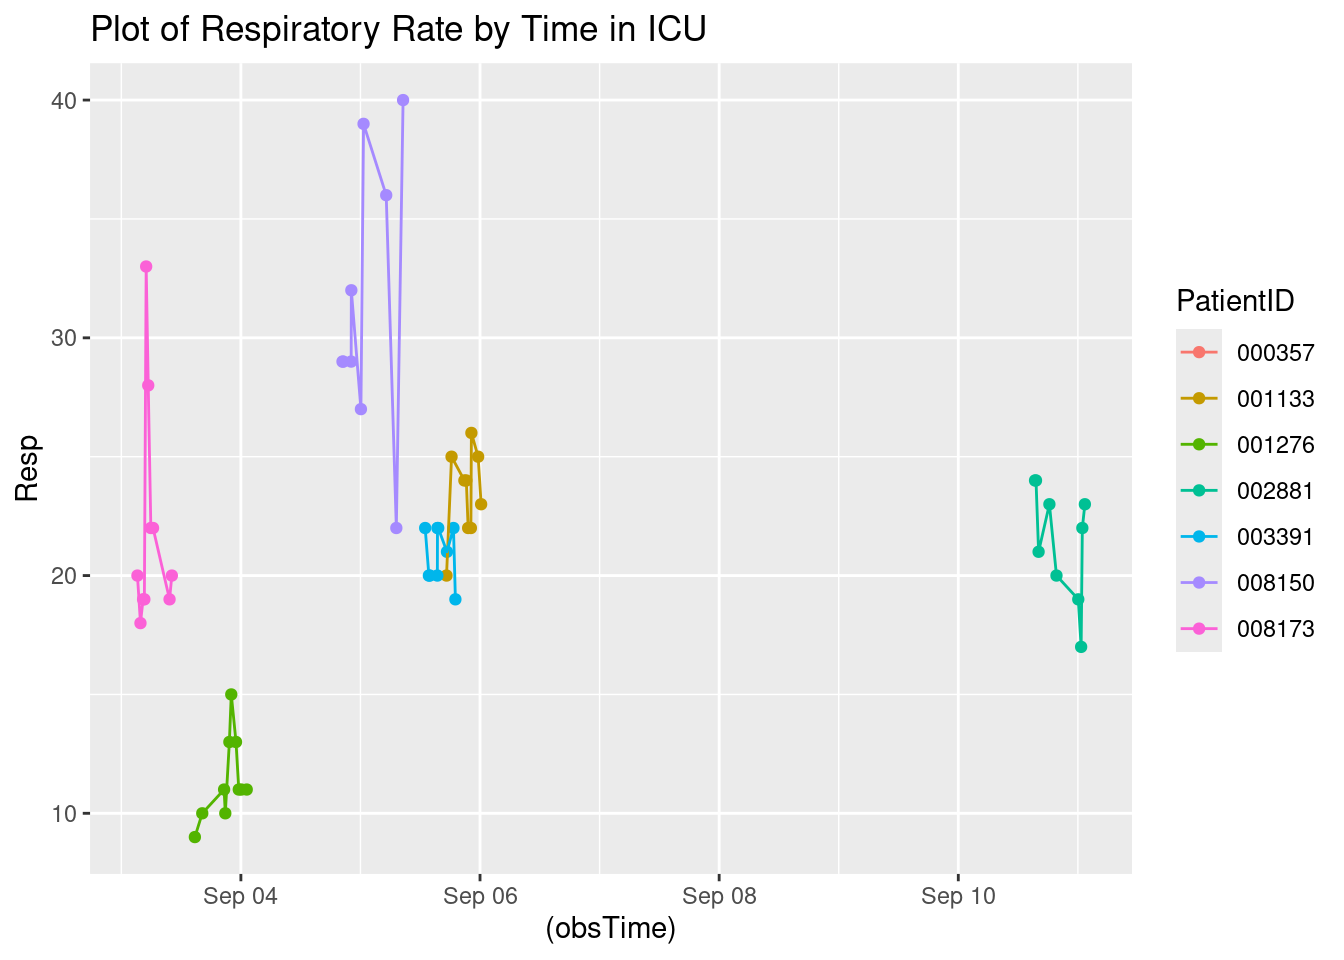 Plot of Respiratory Rate by Time in ICU
40
30
20
10
Resp
Sep 04
Sep 06
Sep 08
Sep 10
(obsTime)
PatientID
000357
001133
001276
002881
003391
008150
008173